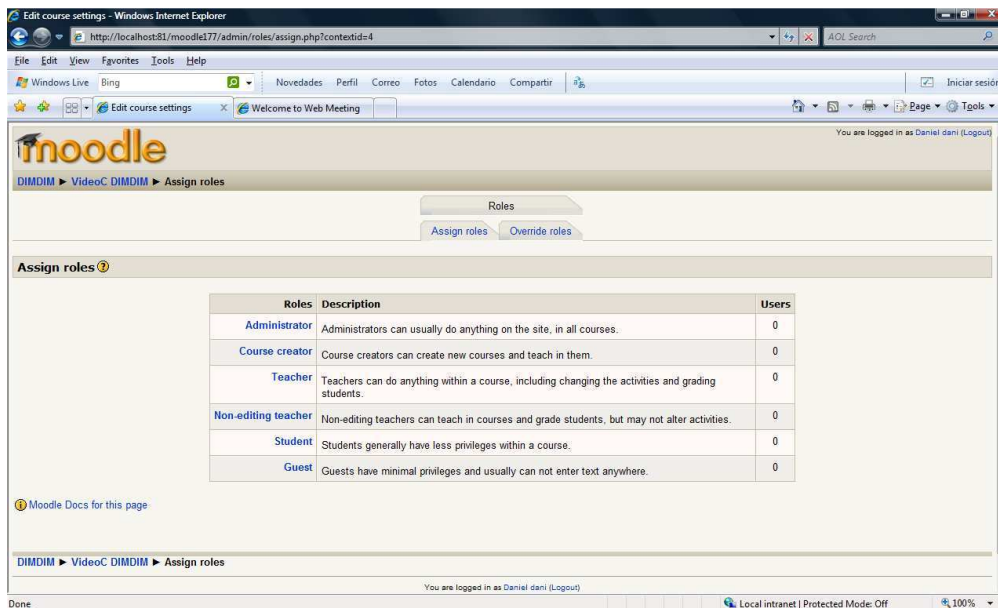 Edit course settings - Windows Internet Explorer
http://localhost:81/moodle177/admin/roles/assign.php?contextid=4
AOL Search
File Edit View Favorites Tools Help
Windows Live Bing Novedades Perfil Correo Fotos Calendario Compartir Iniciar sesión
Edit course settings Welcome to Web Meeting Page Tools
moodle
You are logged in as Daniel dani (Logout)
DIMDIM ► VideoC DIMDIM ► Assign roles
Roles
Assign roles Override roles
Assign roles
Roles Description Users
Administrator Administrators can usually do anything on the site, in all courses. 0
Course creator Course creators can create new courses and teach in them. 0
Teacher Teachers can do anything within a course, including changing the activities and grading 0
students.
Non-editing teacher Non-editing teachers can teach in courses and grade students, but may not alter activities. 0
Student Students generally have less privileges within a course. 0
Guest Guests have minimal privileges and usually can not enter text anywhere. 0
Moodle Docs for this page
DIMDIM ► VideoC DIMDIM ► Assign roles
You are logged in as Daniel dani (Logout)
Done Local intranet | Protected Mode: Off 100%